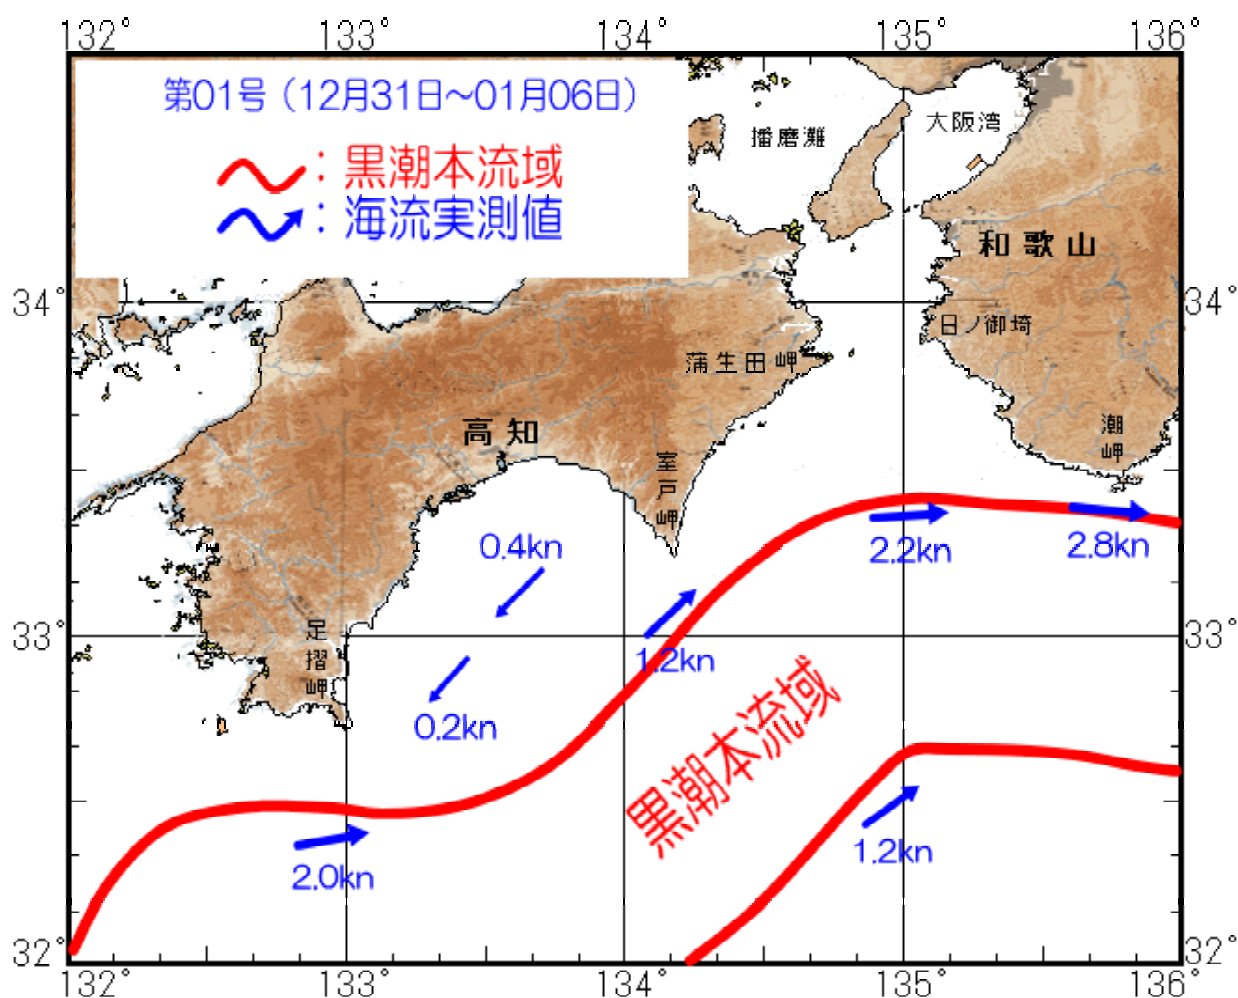 132° 133° 134° 135° 136°
第01号（12月31日～01月06日）
：黒潮本流域
：海流実測値
播磨灘
大阪湾
和歌山
34° 34°
日ノ御埼
蒲生田岬
潮岬
高知
室戸岬
0.4kn
2.2kn
2.8kn
足摺岬
33° 33°
1.2kn
0.2kn
黒潮本流域
1.2kn
2.0kn
32° 32°
132° 133° 134° 135° 136°